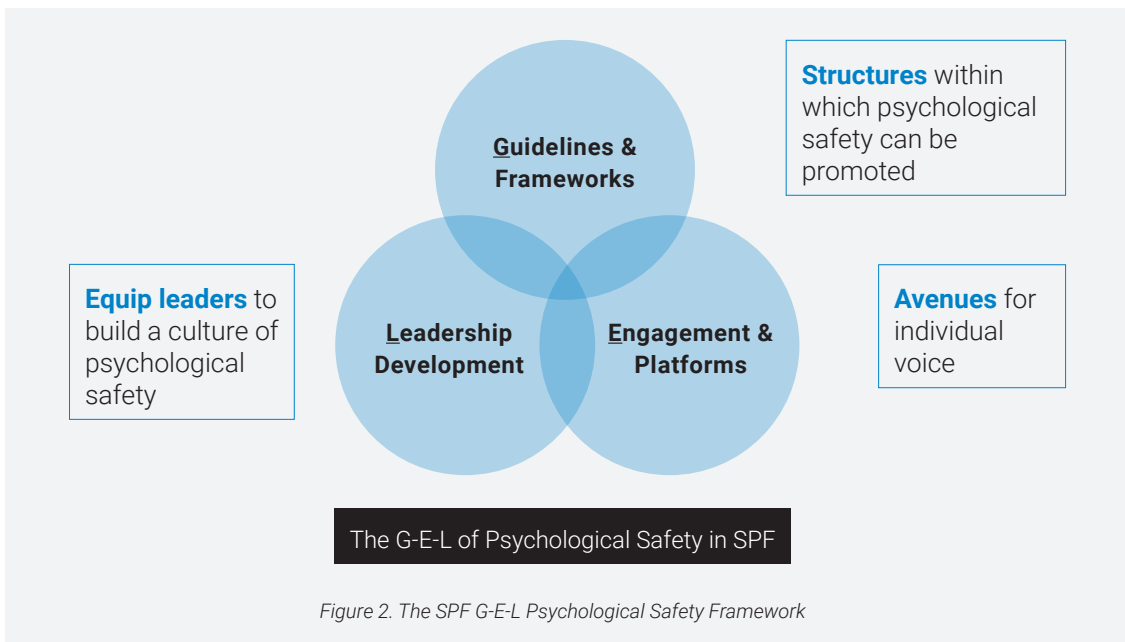 Guidelines &
Frameworks
Structures within
which psychological
safety can be
promoted
Equip leaders to
build a culture of
psychological
safety
Leadership
Development
Engagement &
Platforms
Avenues for
individual
voice
The G-E-L of Psychological Safety in SPF
Figure 2. The SPF G-E-L Psychological Safety Framework